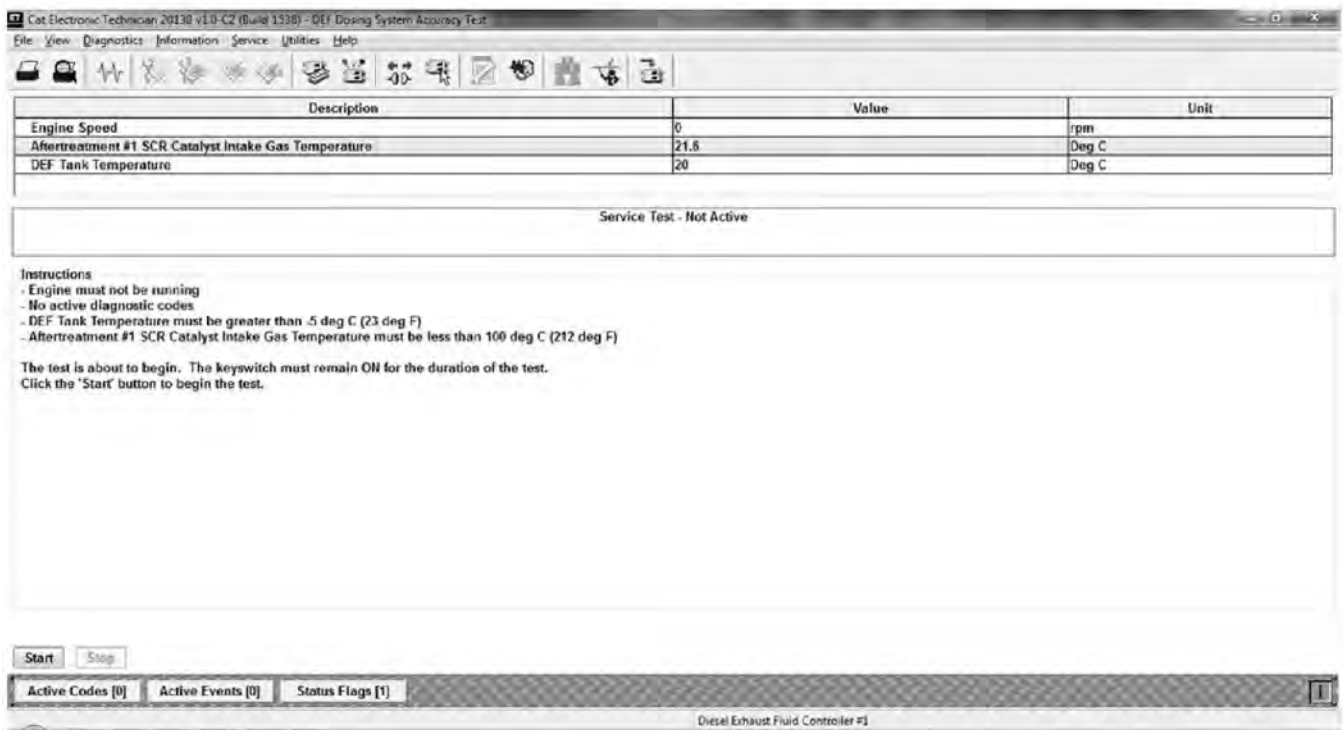 Cat Electronic Technician 2013B v1.0-CZ (Build 1538) - DEF Dosing System Accuracy Test
File View Diagnostics Information Service Utilities Help
Description Value Unit
Engine Speed 0 rpm
Aftertreatment #1 SCR Catalyst Intake Gas Temperature 21.6 Deg C
DEF Tank Temperature 20 Deg C
Service Test - Not Active
Instructions
- Engine must not be running
- No active diagnostic codes
- DEF Tank Temperature must be greater than -5 deg C (23 deg F)
- Aftertreatment #1 SCR Catalyst Intake Gas Temperature must be less than 100 deg C (212 deg F)
The test is about to begin. The keyswitch must remain ON for the duration of the test.
Click the 'Start' button to begin the test.
Start Stop
Active Codes [0] Active Events [0] Status Flags [1]
Diesel Exhaust Fluid Controller #1